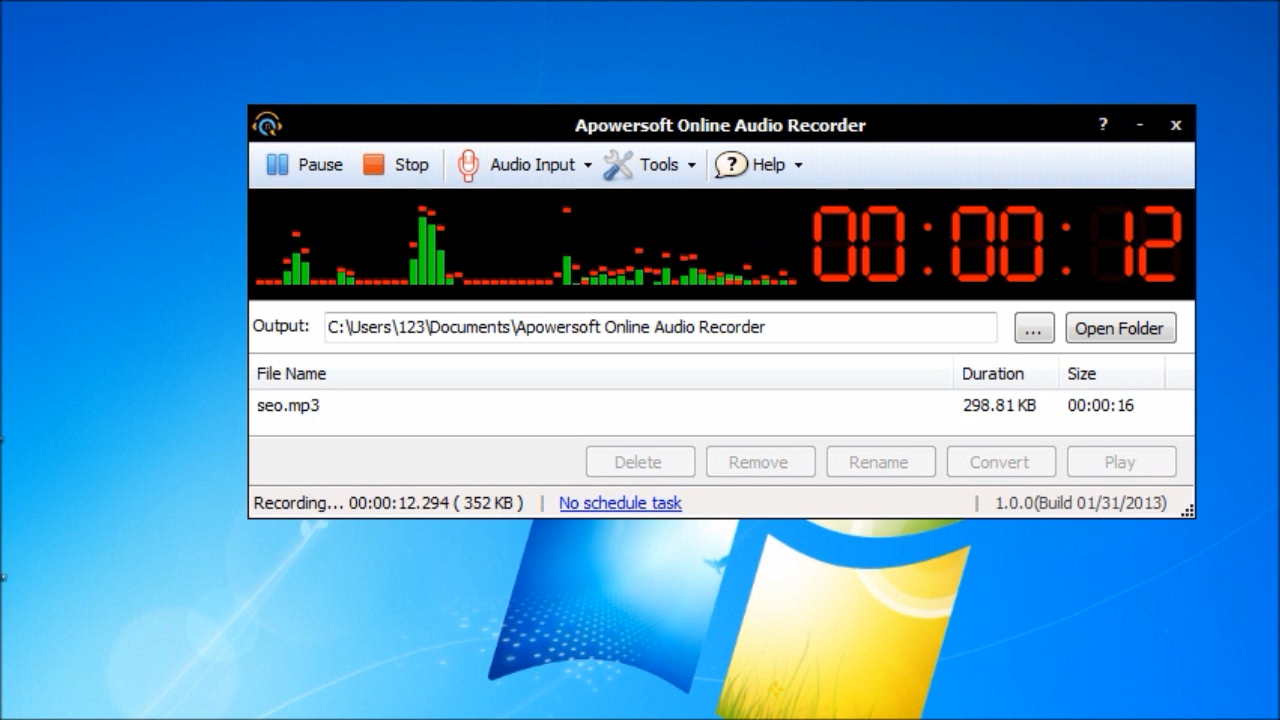 Apowersoft Online Audio Recorder ? - x
Pause Stop Audio Input Tools ? Help
00:00:12
Output: C:\Users\123\Documents\Apowersoft Online Audio Recorder ... Open Folder
File Name Duration Size
seo.mp3 298.81 KB 00:00:16
Delete Remove Rename Convert Play
Recording... 00:00:12.294 ( 352 KB ) | No schedule task | 1.0.0(Build 01/31/2013)